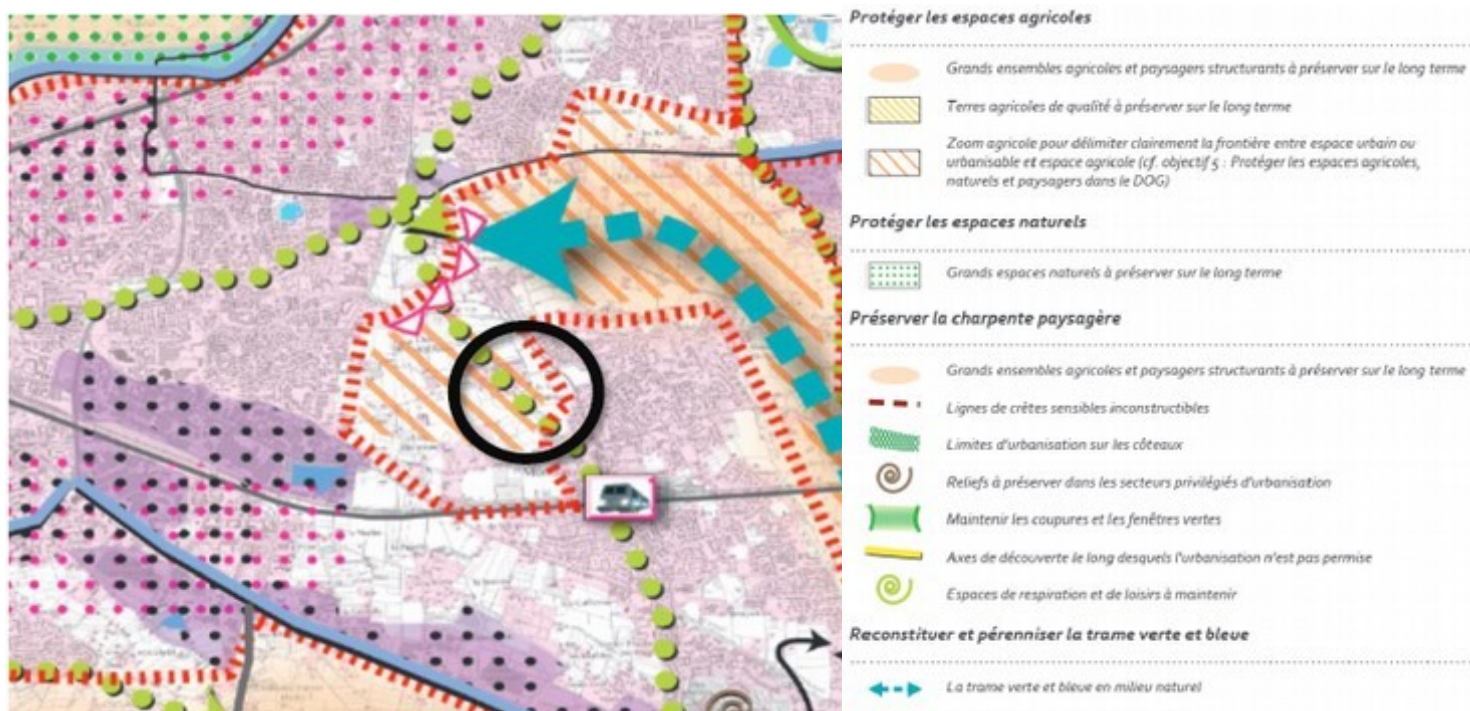 Protéger les espaces agricoles
Grands ensembles agricoles et paysagers structurants à préserver sur le long terme
Terres agricoles de qualité à préserver sur le long terme
Zoom agricole pour délimiter clairement la frontière entre espace urbain ou
urbanisable et espace agricole (cf. objectif 5 : Protéger les espaces agricoles,
naturels et paysagers dans le DOG)
Protéger les espaces naturels
Grands espaces naturels à préserver sur le long terme
Préserver la charpente paysagère
Grands ensembles agricoles et paysagers structurants à préserver sur le long terme
Lignes de crêtes sensibles inconstructibles
Limites d'urbanisation sur les côteaux
Reliefs à préserver dans les secteurs privilégiés d'urbanisation
Maintenir les coupures et les fenêtres vertes
Axes de découverte le long desquels l'urbanisation n'est pas permise
Espaces de respiration et de loisirs à maintenir
Reconstituer et pérenniser la trame verte et bleue
La trame verte et bleue en milieu naturel